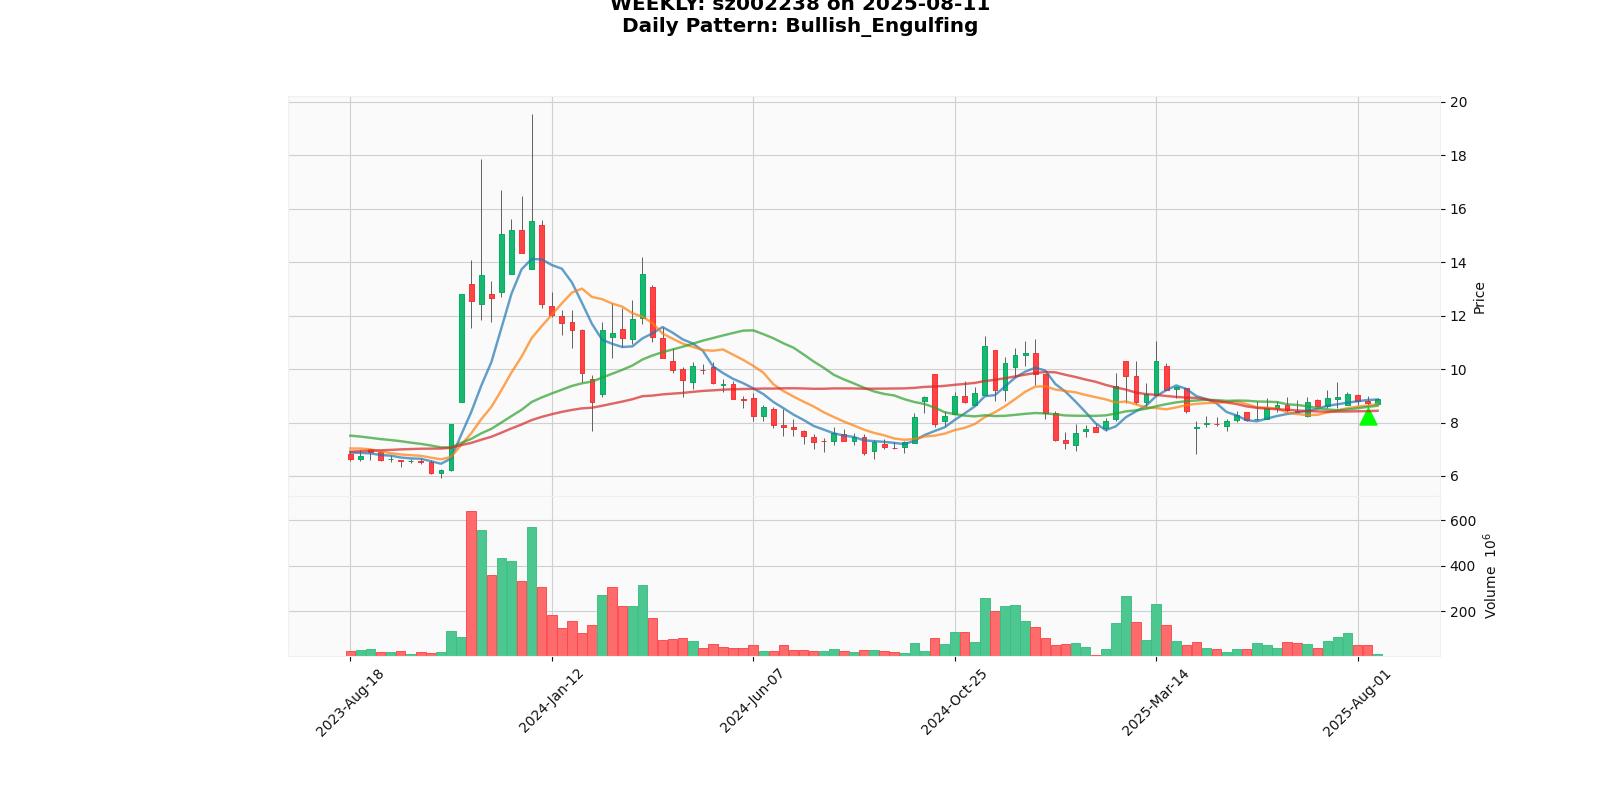 WEEKLY: sz002238 on 2025-08-11
Daily Pattern: Bullish_Engulfing
20
18
16
14
12
10
8
6
Price
600
400
200
Volume 10^6
2023-Aug-18
2024-Jan-12
2024-Jun-07
2024-Oct-25
2025-Mar-14
2025-Aug-01